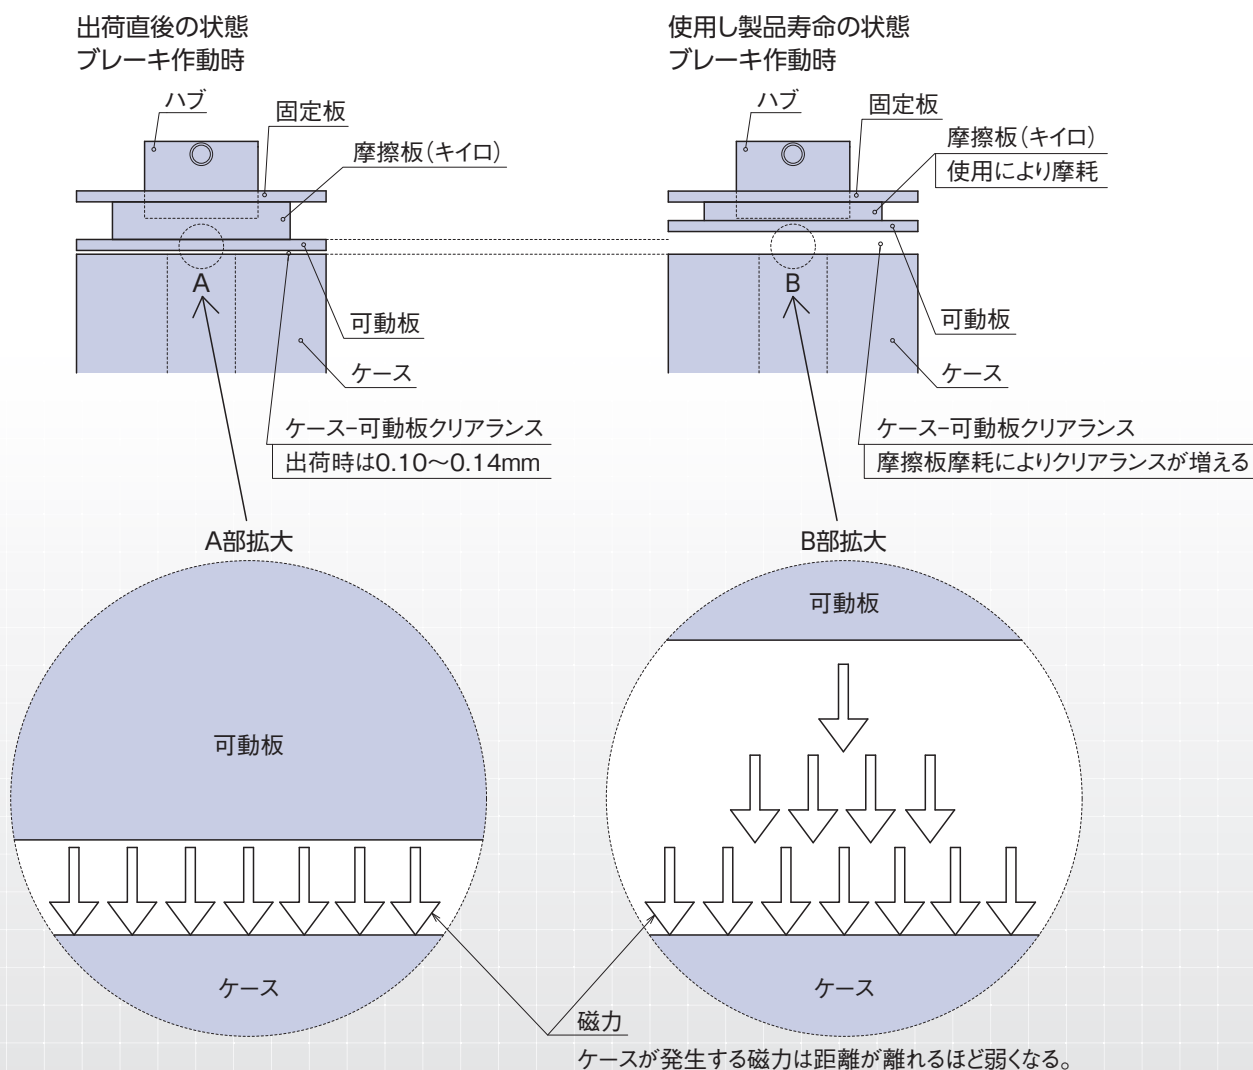 出荷直後の状態
ブレーキ作動時
ハブ
固定板
摩擦板(キイロ)
可動板
ケース
ケース-可動板クリアランス
出荷時は0.10〜0.14mm
A
使用し製品寿命の状態
ブレーキ作動時
ハブ
固定板
摩擦板(キイロ)
使用により摩耗
可動板
ケース
ケース-可動板クリアランス
摩擦板摩耗によりクリアランスが増える
B
A部拡大
可動板
ケース
B部拡大
可動板
ケース
磁力
ケースが発生する磁力は距離が離れるほど弱くなる。